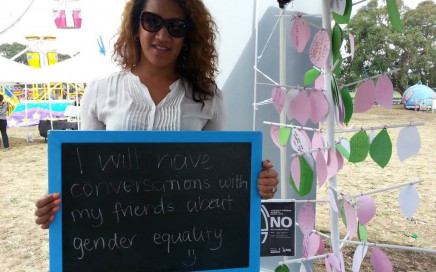 I will have
conversations with
my friends about
gender equality
NO